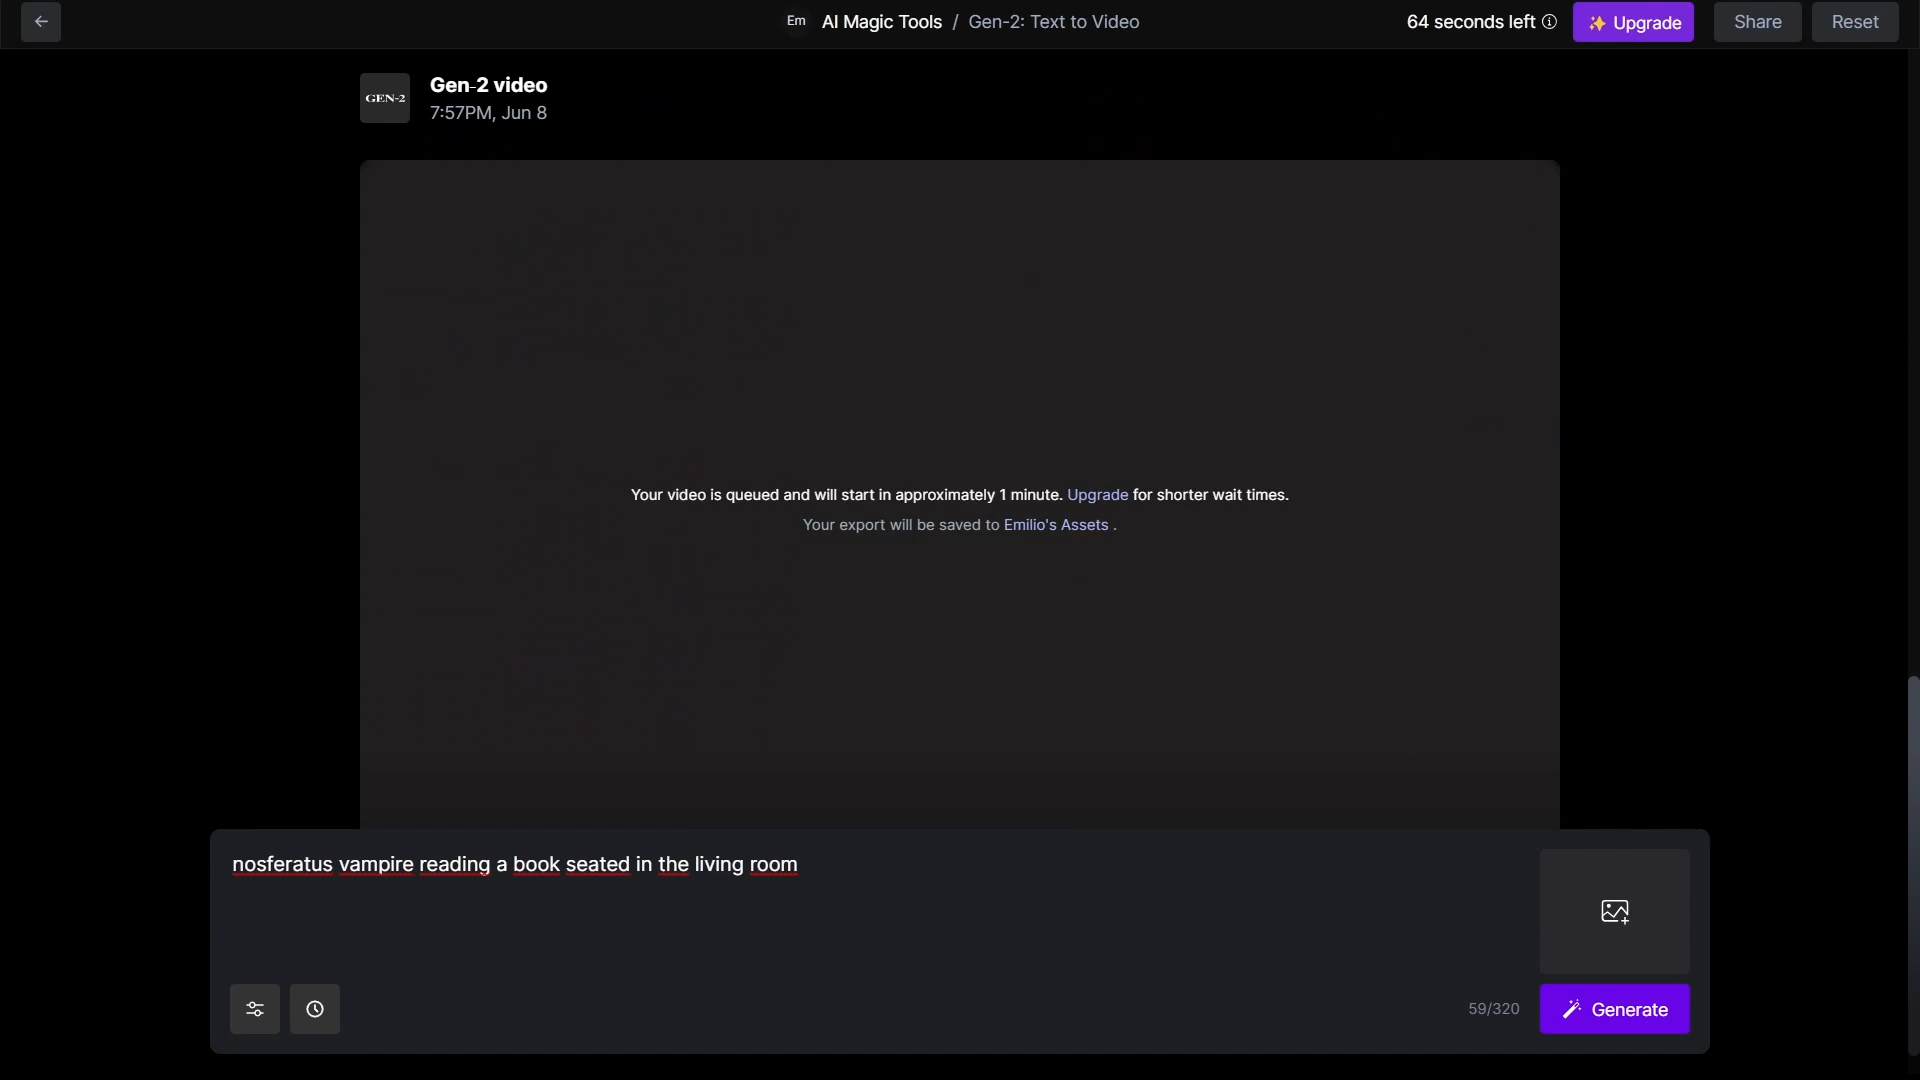 Em AI Magic Tools / Gen-2: Text to Video
64 seconds left
Upgrade
Share
Reset
GEN-2
Gen-2 video
7:57PM, Jun 8
Your video is queued and will start in approximately 1 minute. Upgrade for shorter wait times.
Your export will be saved to Emilio's Assets .
nosferatus vampire reading a book seated in the living room
59/320
Generate